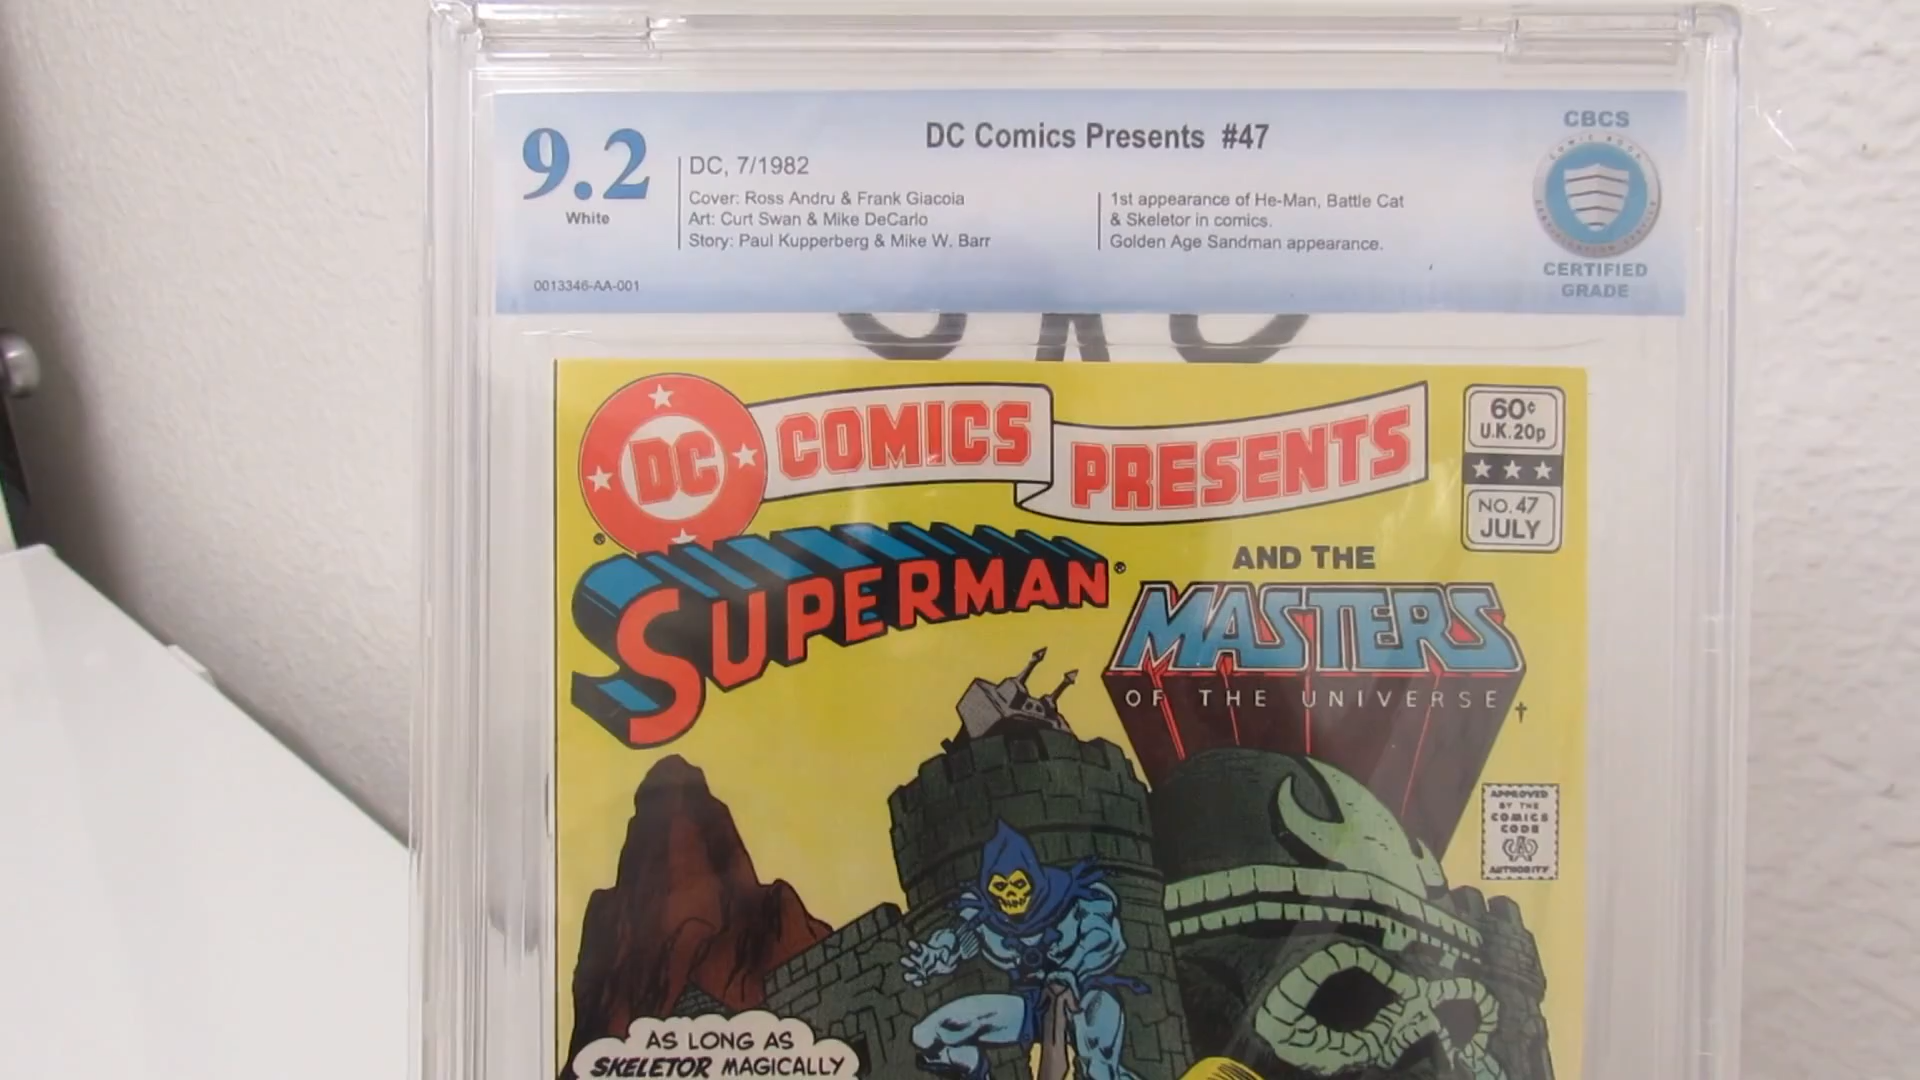 9.2
White
0013346-AA-001
DC Comics Presents #47
DC, 7/1982
Cover: Ross Andru & Frank Giacoia
Art: Curt Swan & Mike DeCarlo
Story: Paul Kupperberg & Mike W. Barr
1st appearance of He-Man, Battle Cat
& Skeletor in comics.
Golden Age Sandman appearance.
CBCS
CERTIFIED
GRADE
DC COMICS PRESENTS
60¢
U.K. 20p
NO. 47
JULY
SUPERMAN®
AND THE
MASTERS
OF THE UNIVERSE†
APPROVED
BY THE
COMICS
CODE
AUTHORITY
AS LONG AS
SKELETOR MAGICALLY